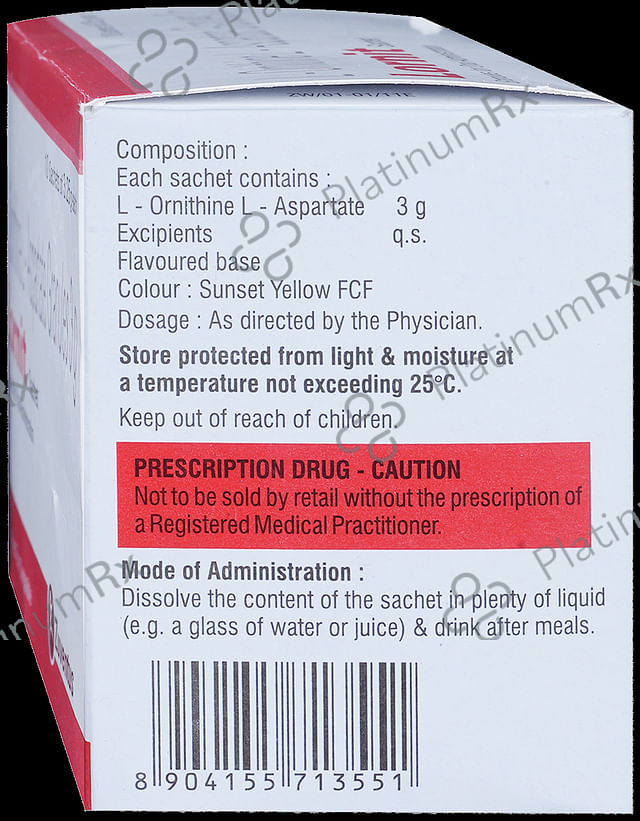 Composition :
Each sachet contains :
L - Ornithine L - Aspartate 3 g
Excipients q.s.
Flavoured base
Colour : Sunset Yellow FCF
Dosage : As directed by the Physician.
Store protected from light & moisture at
a temperature not exceeding 25°C.
Keep out of reach of children.
PRESCRIPTION DRUG - CAUTION
Not to be sold by retail without the prescription of
a Registered Medical Practitioner.
Mode of Administration :
Dissolve the content of the sachet in plenty of liquid
(e.g. a glass of water or juice) & drink after meals.
8 904155 713551
PlatinumRx
PlatinumRx
PlatinumRx